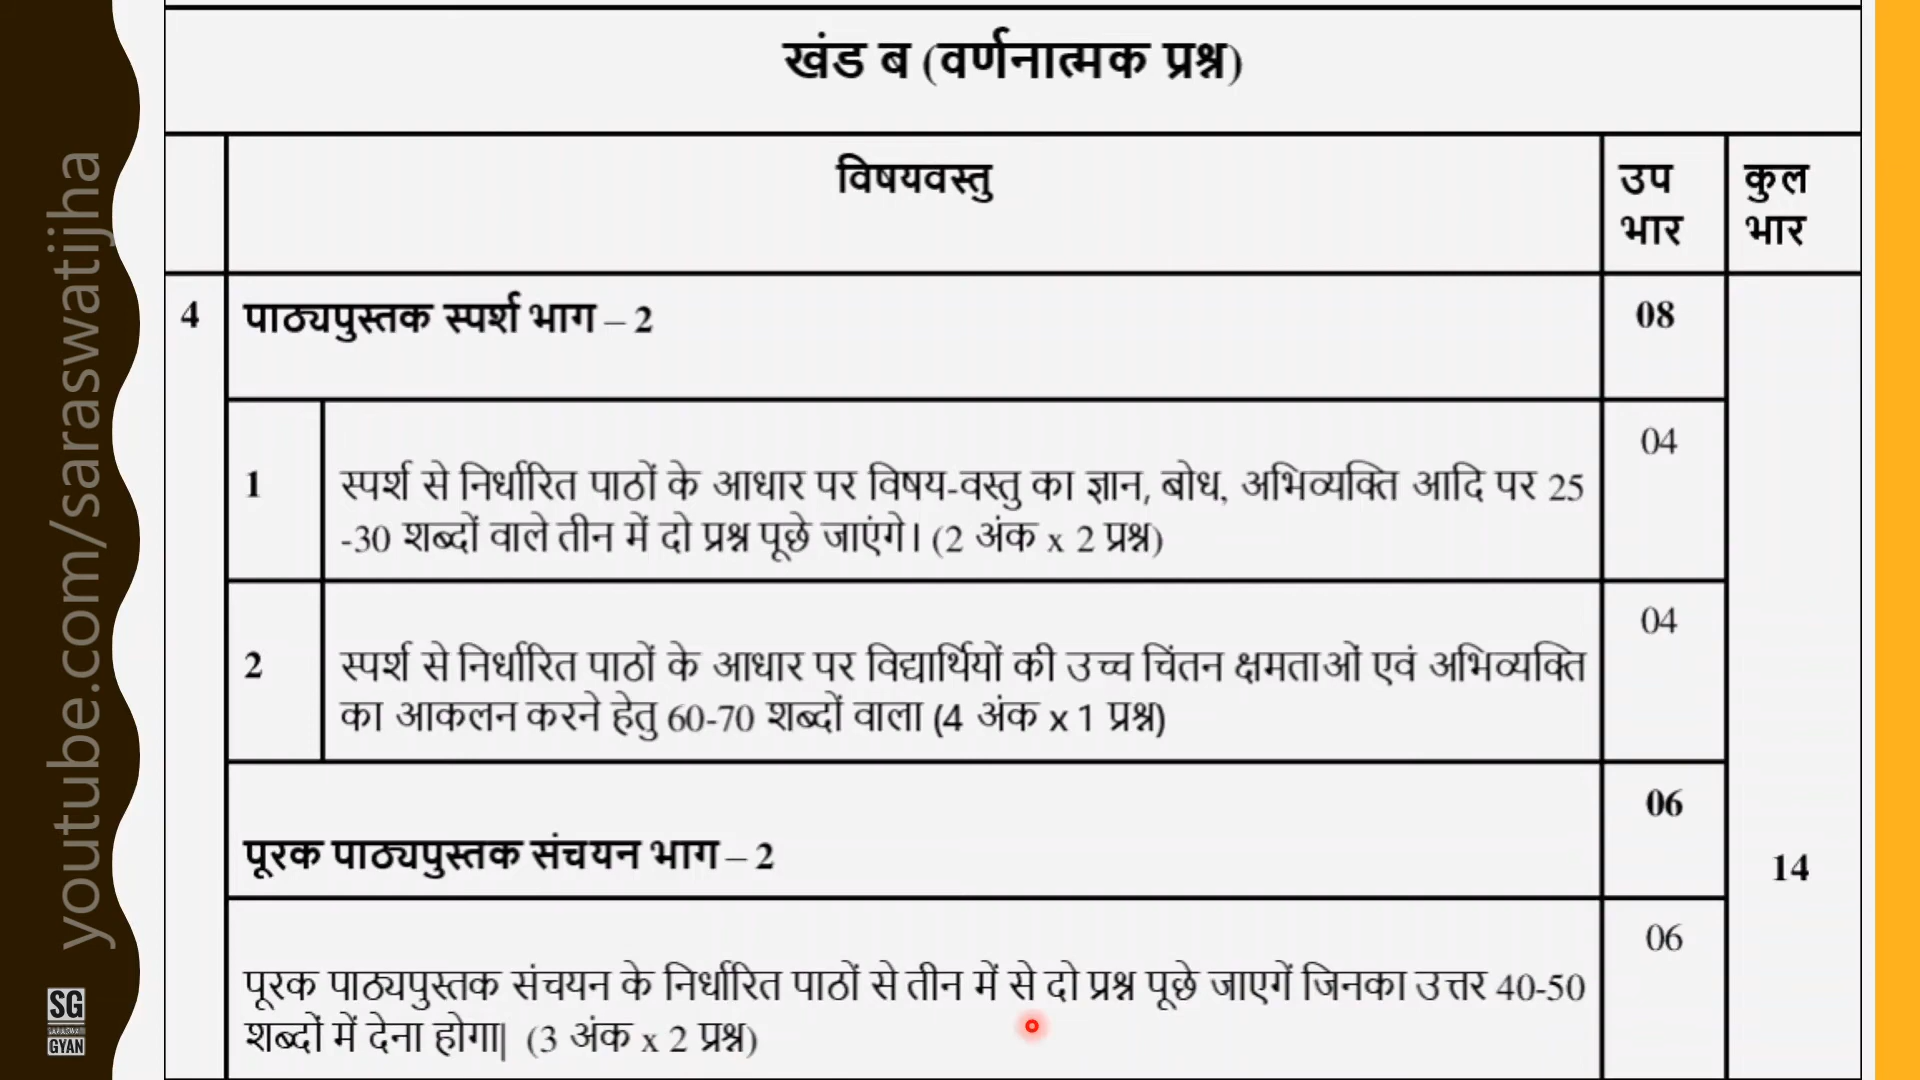 खंड ब (वर्णनात्मक प्रश्न)
विषयवस्तु
उप
भार
कुल
भार
4
पाठ्यपुस्तक स्पर्श भाग – 2
08
1
स्पर्श से निर्धारित पाठों के आधार पर विषय-वस्तु का ज्ञान, बोध, अभिव्यक्ति आदि पर 25
-30 शब्दों वाले तीन में दो प्रश्न पूछे जाएंगे। (2 अंक x 2 प्रश्न)
04
2
स्पर्श से निर्धारित पाठों के आधार पर विद्यार्थियों की उच्च चिंतन क्षमताओं एवं अभिव्यक्ति
का आकलन करने हेतु 60-70 शब्दों वाला (4 अंक x 1 प्रश्न)
04
पूरक पाठ्यपुस्तक संचयन भाग – 2
06
14
पूरक पाठ्यपुस्तक संचयन के निर्धारित पाठों से तीन में से दो प्रश्न पूछे जाएगें जिनका उत्तर 40-50
शब्दों में देना होगा| (3 अंक x 2 प्रश्न)
06
youtube.com/saraswatijha
SG
SARASWATI
GYAN